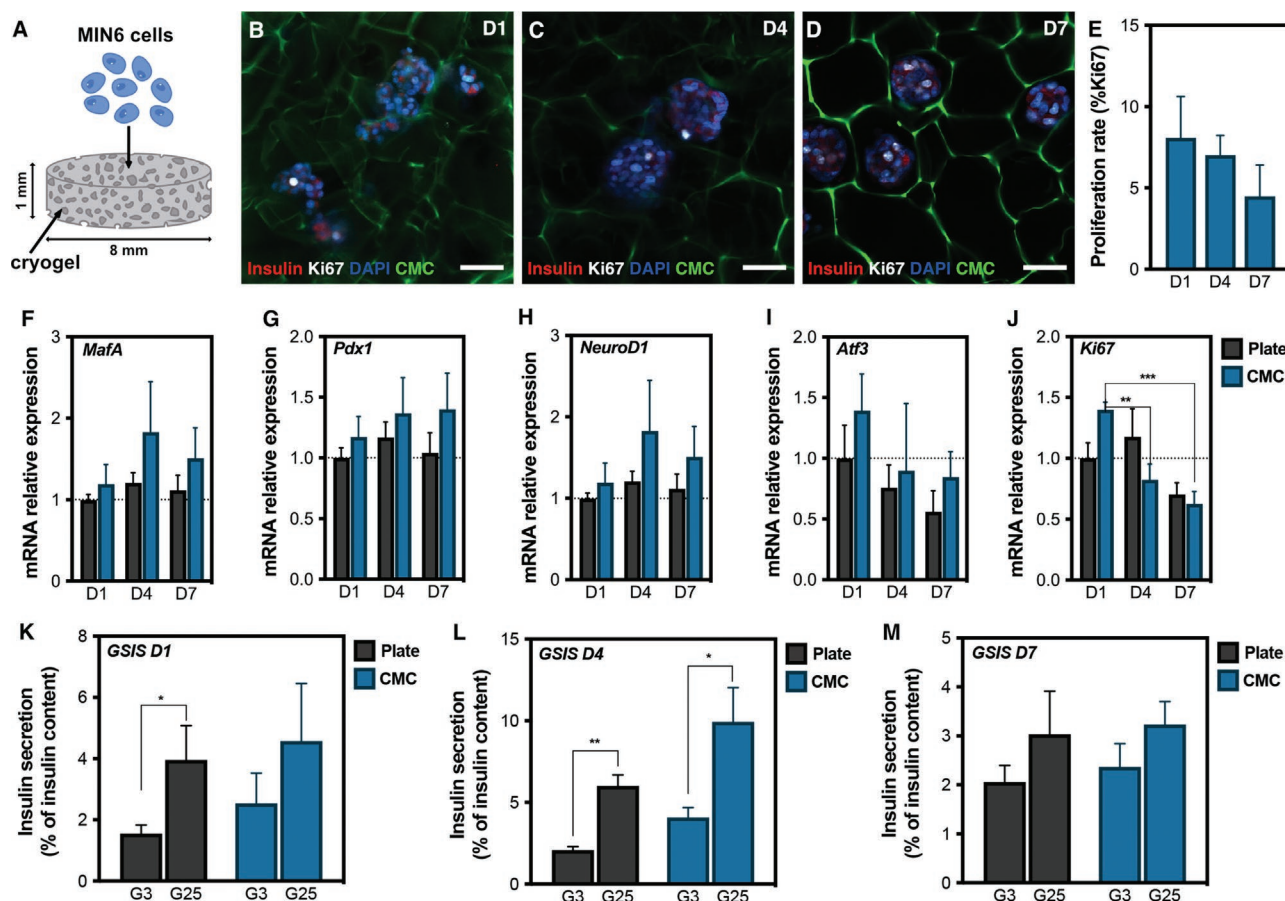 A
MIN6 cells
1 mm
8 mm
cryogel
B
D1
Insulin Ki67 DAPI CMC
C
D4
Insulin Ki67 DAPI CMC
D
D7
Insulin Ki67 DAPI CMC
E
Proliferation rate (%Ki67)
15
10
5
0
D1 D4 D7
F
MafA
mRNA relative expression
3
2
1
0
D1 D4 D7
G
Pdx1
mRNA relative expression
2.0
1.5
1.0
0.5
0.0
D1 D4 D7
H
NeuroD1
mRNA relative expression
3
2
1
0
D1 D4 D7
I
Atf3
mRNA relative expression
2.0
1.5
1.0
0.5
0.0
D1 D4 D7
J
Ki67
mRNA relative expression
2.0
1.5
1.0
0.5
0.0
***
**
D1 D4 D7
Plate
CMC
K
GSIS D1
Insulin secretion
(% of insulin content)
8
6
4
2
0
*
G3 G25 G3 G25
Plate
CMC
L
GSIS D4
Insulin secretion
(% of insulin content)
15
10
5
0
**
*
G3 G25 G3 G25
Plate
CMC
M
GSIS D7
Insulin secretion
(% of insulin content)
5
4
3
2
1
0
G3 G25 G3 G25
Plate
CMC